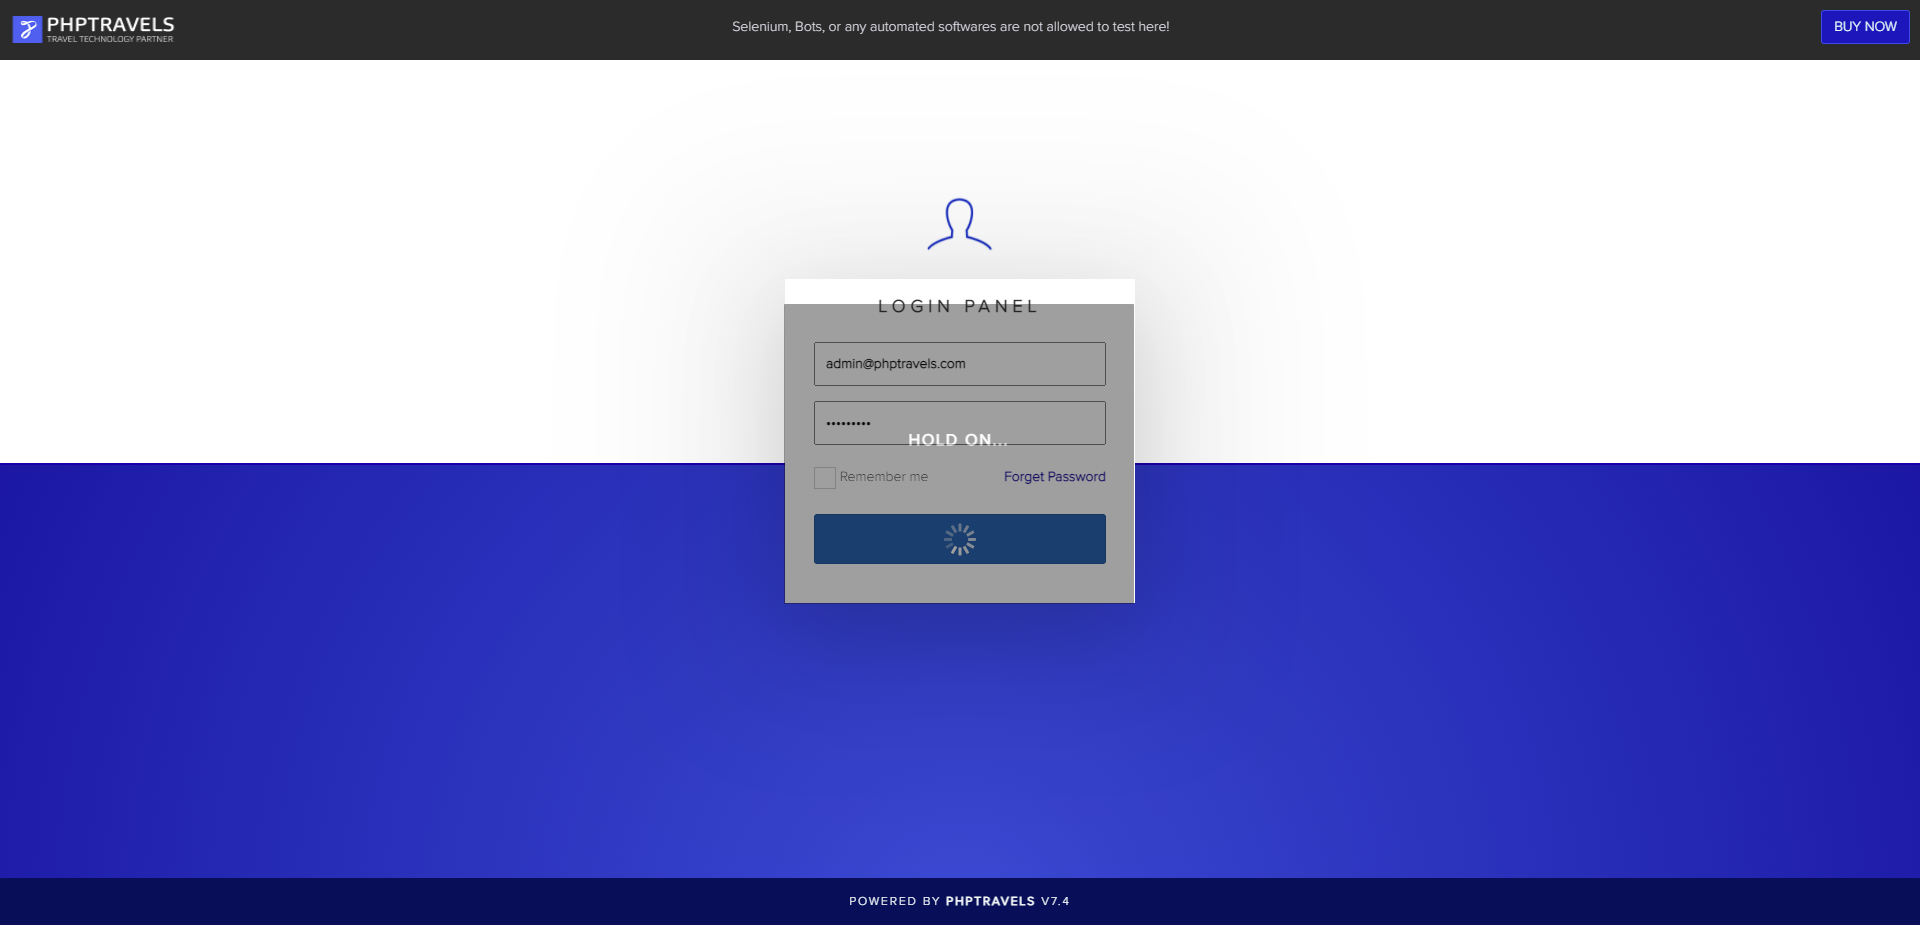 PHPTRAVELS
TRAVEL TECHNOLOGY PARTNER
Selenium, Bots, or any automated softwares are not allowed to test here!
BUY NOW
LOGIN PANEL
admin@phptravels.com
•••••••••
HOLD ON...
Remember me
Forget Password
POWERED BY PHPTRAVELS V7.4